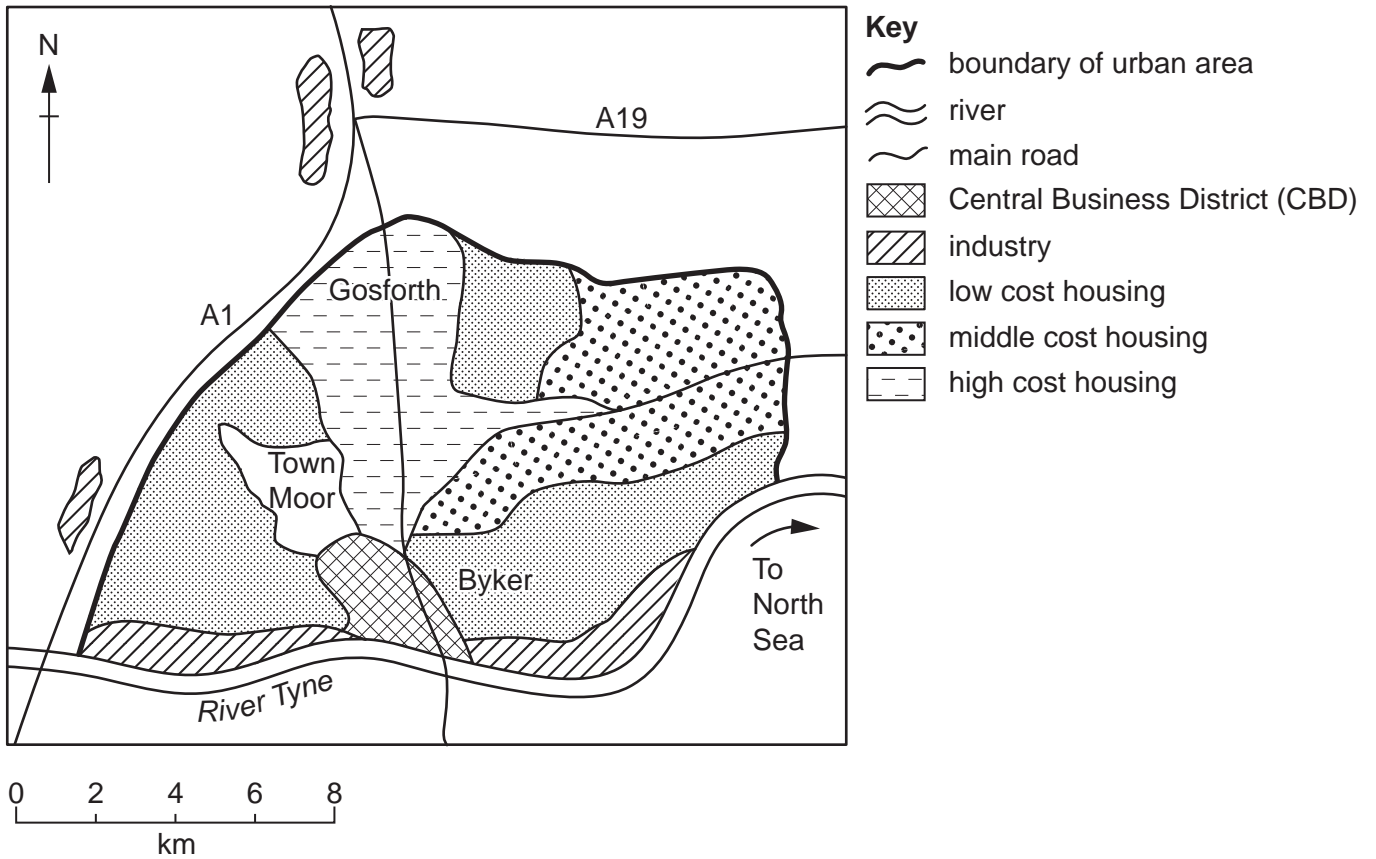 N
A19
Gosforth
A1
Town
Moor
Byker
To
North
Sea
River Tyne
0 2 4 6 8
km
Key
boundary of urban area
river
main road
Central Business District (CBD)
industry
low cost housing
middle cost housing
high cost housing